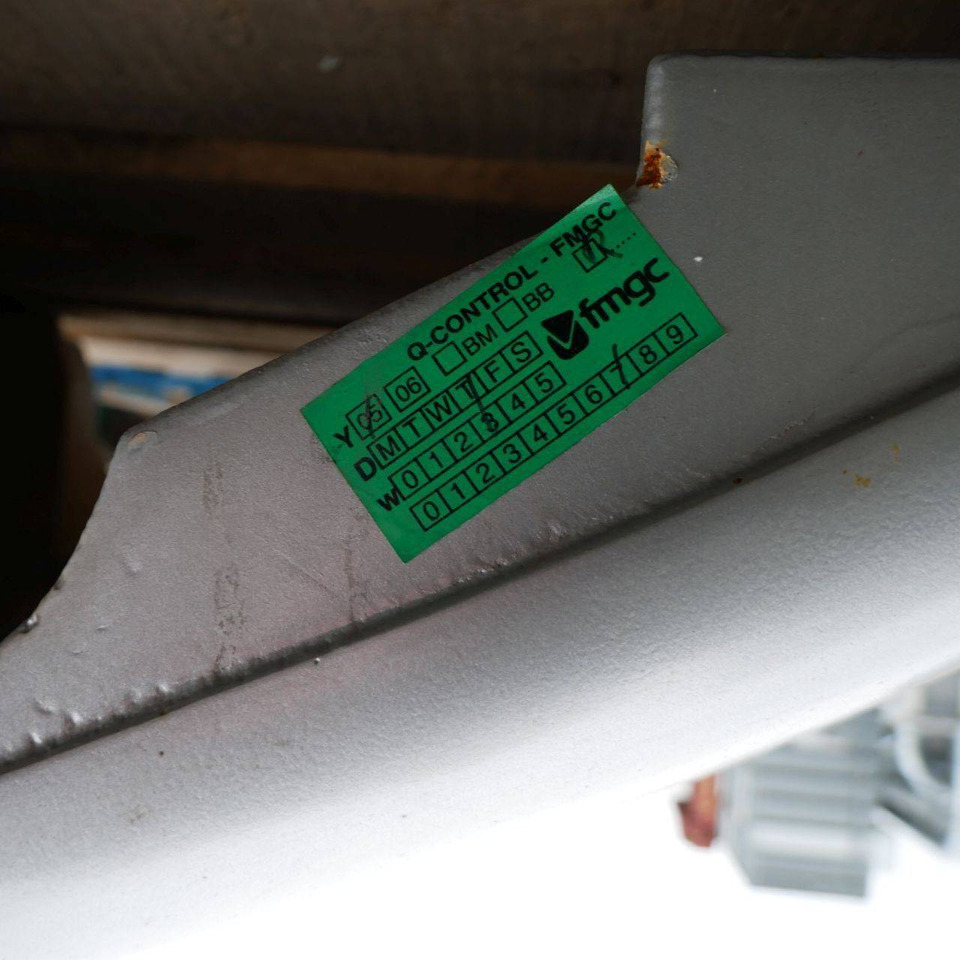 Q-CONTROL - FMGC
BM BB
fmgc
Y 05 06
D M T W T F S
W 0 1 2 3 4 5
0 1 2 3 4 5 6 7 8 9